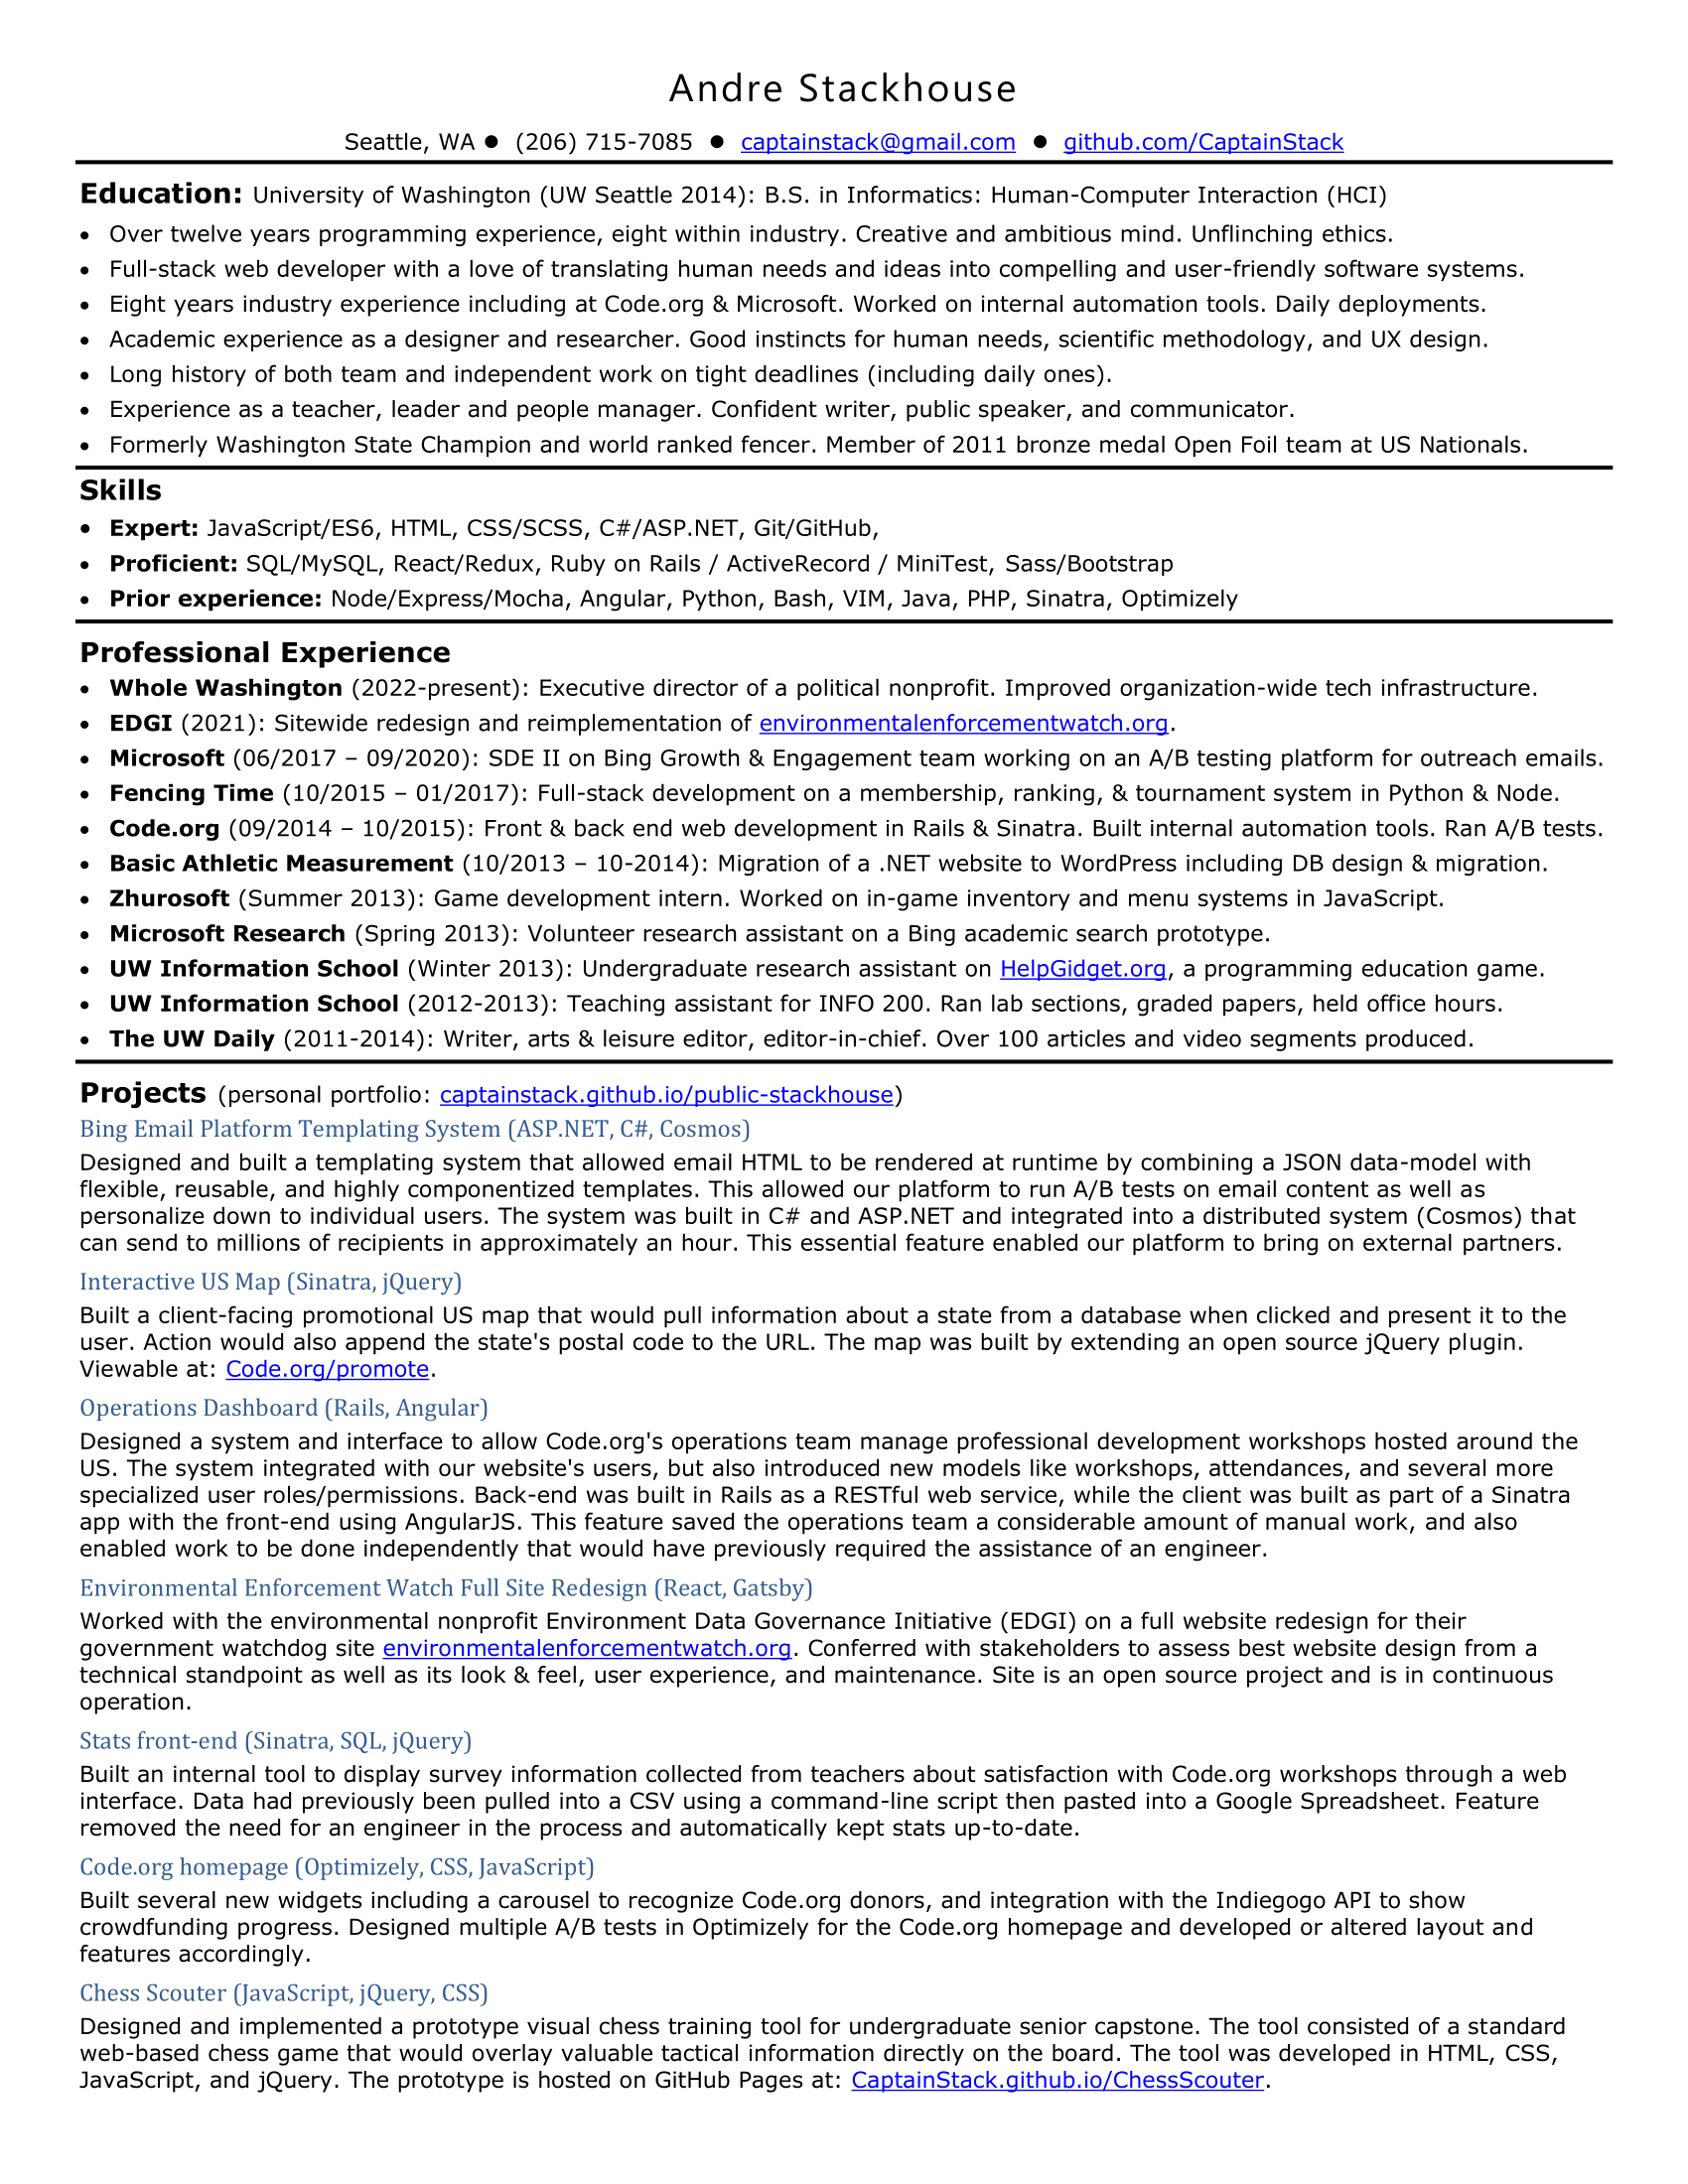 Andre Stackhouse
Seattle, WA ● (206) 715-7085 ● captainstack@gmail.com ● github.com/CaptainStack
Education: University of Washington (UW Seattle 2014): B.S. in Informatics: Human-Computer Interaction (HCI)
• Over twelve years programming experience, eight within industry. Creative and ambitious mind. Unflinching ethics.
• Full-stack web developer with a love of translating human needs and ideas into compelling and user-friendly software systems.
• Eight years industry experience including at Code.org & Microsoft. Worked on internal automation tools. Daily deployments.
• Academic experience as a designer and researcher. Good instincts for human needs, scientific methodology, and UX design.
• Long history of both team and independent work on tight deadlines (including daily ones).
• Experience as a teacher, leader and people manager. Confident writer, public speaker, and communicator.
• Formerly Washington State Champion and world ranked fencer. Member of 2011 bronze medal Open Foil team at US Nationals.
Skills
• Expert: JavaScript/ES6, HTML, CSS/SCSS, C#/ASP.NET, Git/GitHub,
• Proficient: SQL/MySQL, React/Redux, Ruby on Rails / ActiveRecord / MiniTest, Sass/Bootstrap
• Prior experience: Node/Express/Mocha, Angular, Python, Bash, VIM, Java, PHP, Sinatra, Optimizely
Professional Experience
• Whole Washington (2022-present): Executive director of a political nonprofit. Improved organization-wide tech infrastructure.
• EDGI (2021): Sitewide redesign and reimplementation of environmentalenforcementwatch.org.
• Microsoft (06/2017 – 09/2020): SDE II on Bing Growth & Engagement team working on an A/B testing platform for outreach emails.
• Fencing Time (10/2015 – 01/2017): Full-stack development on a membership, ranking, & tournament system in Python & Node.
• Code.org (09/2014 – 10/2015): Front & back end web development in Rails & Sinatra. Built internal automation tools. Ran A/B tests.
• Basic Athletic Measurement (10/2013 – 10-2014): Migration of a .NET website to WordPress including DB design & migration.
• Zhurosoft (Summer 2013): Game development intern. Worked on in-game inventory and menu systems in JavaScript.
• Microsoft Research (Spring 2013): Volunteer research assistant on a Bing academic search prototype.
• UW Information School (Winter 2013): Undergraduate research assistant on HelpGidget.org, a programming education game.
• UW Information School (2012-2013): Teaching assistant for INFO 200. Ran lab sections, graded papers, held office hours.
• The UW Daily (2011-2014): Writer, arts & leisure editor, editor-in-chief. Over 100 articles and video segments produced.
Projects (personal portfolio: captainstack.github.io/public-stackhouse)
Bing Email Platform Templating System (ASP.NET, C#, Cosmos)
Designed and built a templating system that allowed email HTML to be rendered at runtime by combining a JSON data-model with
flexible, reusable, and highly componentized templates. This allowed our platform to run A/B tests on email content as well as
personalize down to individual users. The system was built in C# and ASP.NET and integrated into a distributed system (Cosmos) that
can send to millions of recipients in approximately an hour. This essential feature enabled our platform to bring on external partners.
Interactive US Map (Sinatra, jQuery)
Built a client-facing promotional US map that would pull information about a state from a database when clicked and present it to the
user. Action would also append the state's postal code to the URL. The map was built by extending an open source jQuery plugin.
Viewable at: Code.org/promote.
Operations Dashboard (Rails, Angular)
Designed a system and interface to allow Code.org's operations team manage professional development workshops hosted around the
US. The system integrated with our website's users, but also introduced new models like workshops, attendances, and several more
specialized user roles/permissions. Back-end was built in Rails as a RESTful web service, while the client was built as part of a Sinatra
app with the front-end using AngularJS. This feature saved the operations team a considerable amount of manual work, and also
enabled work to be done independently that would have previously required the assistance of an engineer.
Environmental Enforcement Watch Full Site Redesign (React, Gatsby)
Worked with the environmental nonprofit Environment Data Governance Initiative (EDGI) on a full website redesign for their
government watchdog site environmentalenforcementwatch.org. Conferred with stakeholders to assess best website design from a
technical standpoint as well as its look & feel, user experience, and maintenance. Site is an open source project and is in continuous
operation.
Stats front-end (Sinatra, SQL, jQuery)
Built an internal tool to display survey information collected from teachers about satisfaction with Code.org workshops through a web
interface. Data had previously been pulled into a CSV using a command-line script then pasted into a Google Spreadsheet. Feature
removed the need for an engineer in the process and automatically kept stats up-to-date.
Code.org homepage (Optimizely, CSS, JavaScript)
Built several new widgets including a carousel to recognize Code.org donors, and integration with the Indiegogo API to show
crowdfunding progress. Designed multiple A/B tests in Optimizely for the Code.org homepage and developed or altered layout and
features accordingly.
Chess Scouter (JavaScript, jQuery, CSS)
Designed and implemented a prototype visual chess training tool for undergraduate senior capstone. The tool consisted of a standard
web-based chess game that would overlay valuable tactical information directly on the board. The tool was developed in HTML, CSS,
JavaScript, and jQuery. The prototype is hosted on GitHub Pages at: CaptainStack.github.io/ChessScouter.